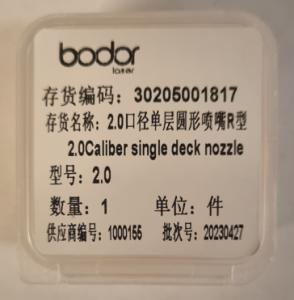 bodor
laser
存货编码：30205001817
存货名称：2.0口径单层圆形喷嘴R型
2.0Caliber single deck nozzle
型号：2.0
数量：1 单位：件
供应商编号：1000155 批次号：20230427